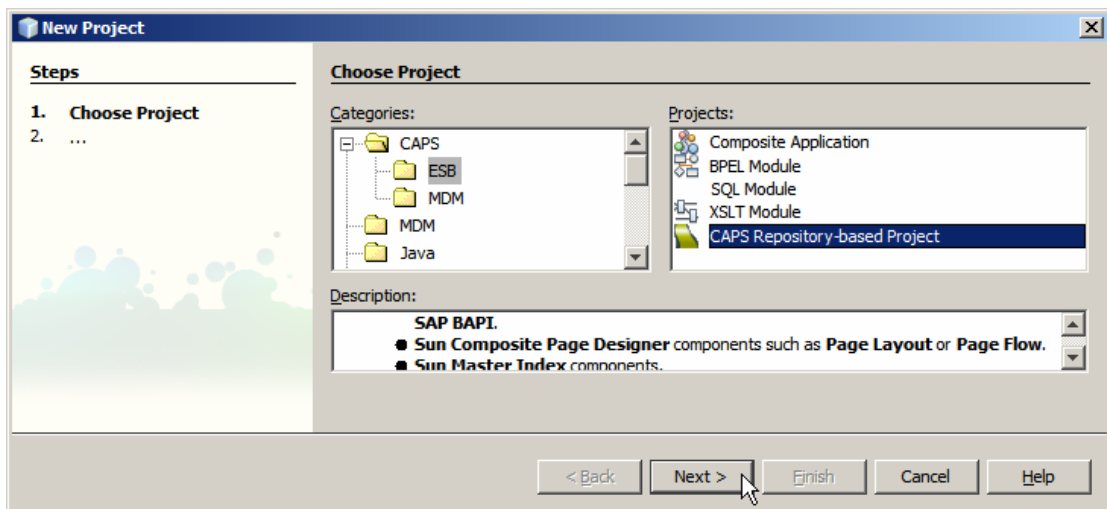 New Project
Steps
1. Choose Project
2. ...
Choose Project
Categories:
CAPS
ESB
MDM
MDM
Java
Projects:
Composite Application
BPEL Module
SQL Module
XSLT Module
CAPS Repository-based Project
Description:
SAP BAPI.
Sun Composite Page Designer components such as Page Layout or Page Flow.
Sun Master Index components.
< Back Next > Finish Cancel Help